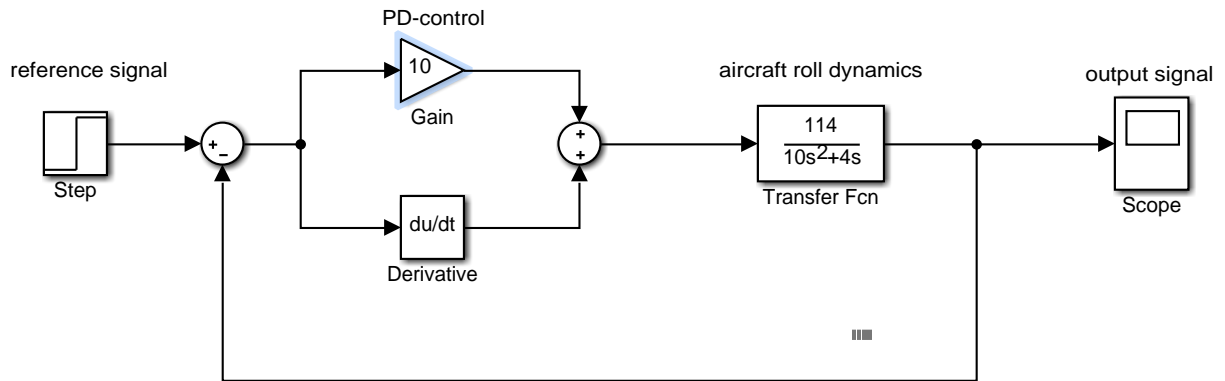 PD-control
reference signal
10
aircraft roll dynamics
output signal
Gain
+
−
+
+
114
10s²+4s
Step
Transfer Fcn
Scope
du/dt
Derivative